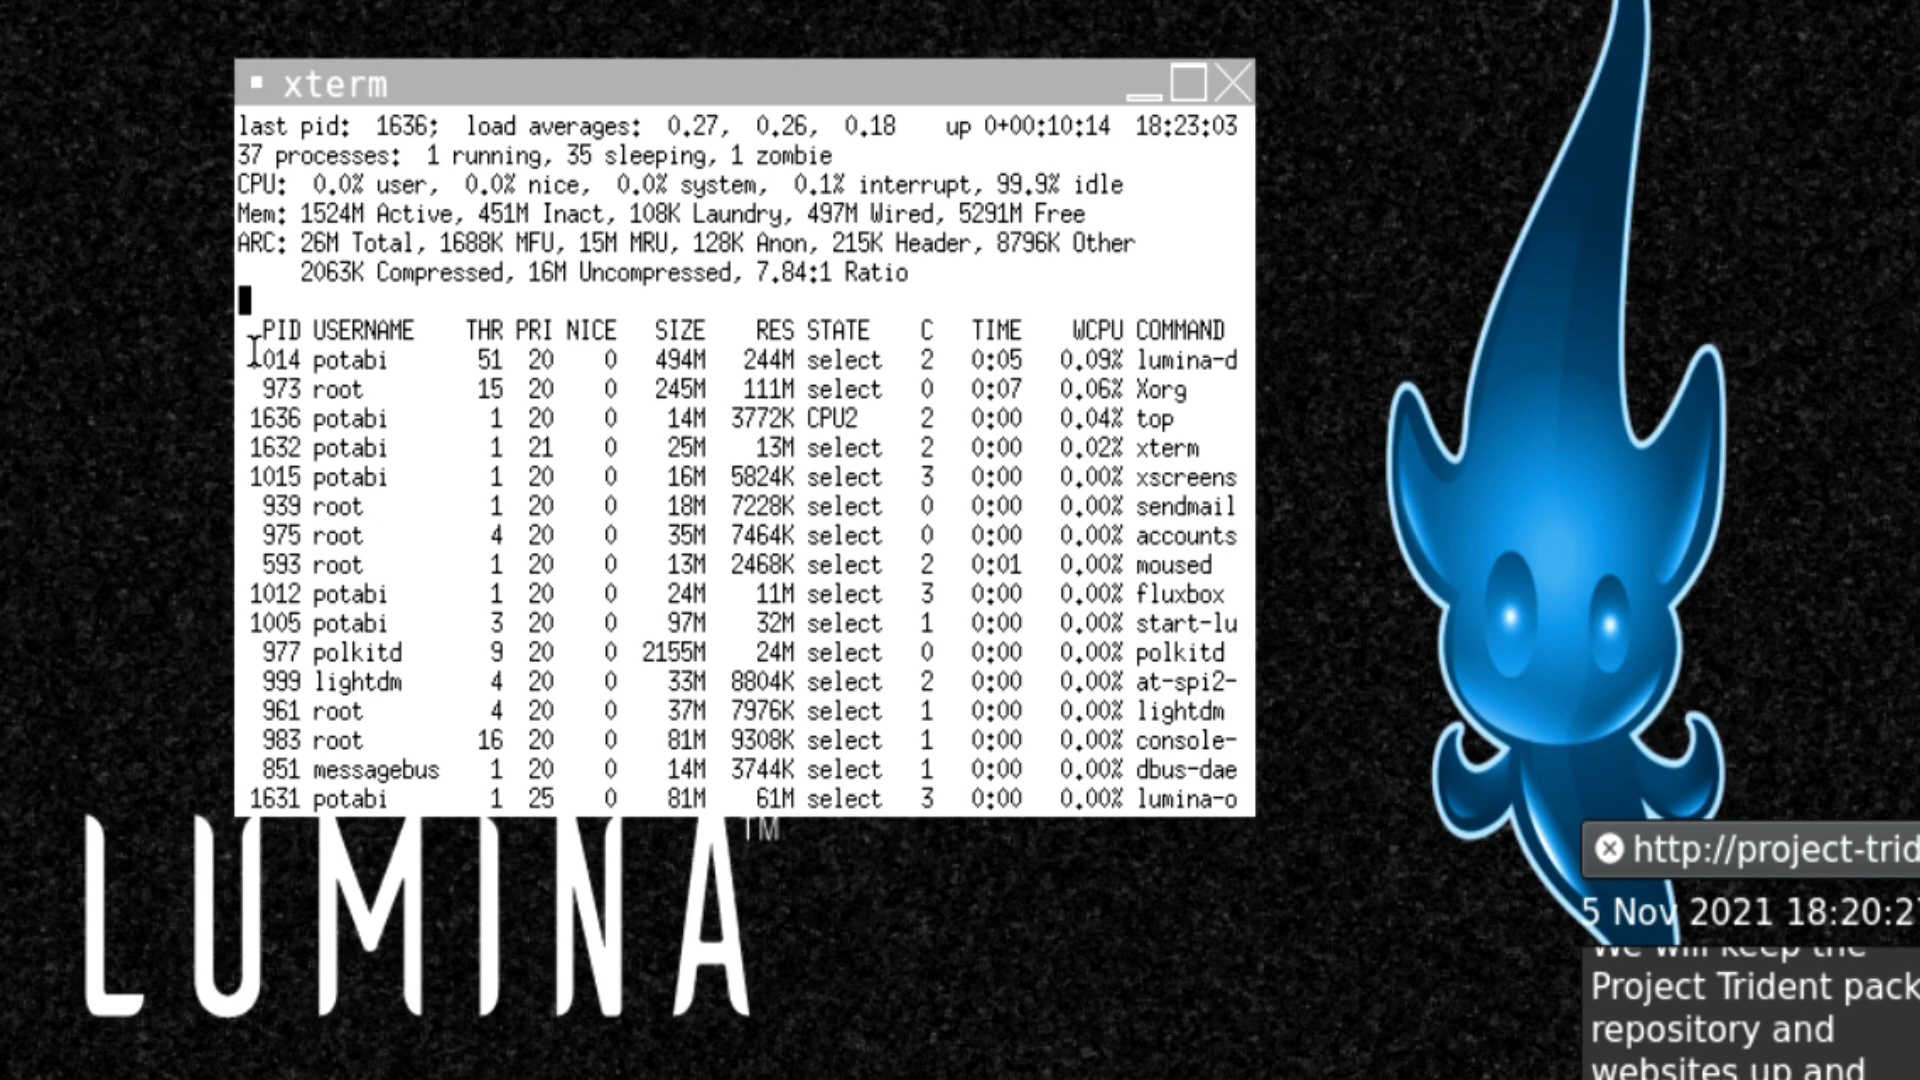 xterm
last pid:  1636;  load averages:  0.27,  0.26,  0.18    up 0+00:10:14  18:23:03
37 processes:  1 running, 35 sleeping, 1 zombie
CPU:  0.0% user,  0.0% nice,  0.0% system,  0.1% interrupt, 99.9% idle
Mem: 1524M Active, 451M Inact, 108K Laundry, 497M Wired, 5291M Free
ARC: 26M Total, 1688K MFU, 15M MRU, 128K Anon, 215K Header, 8796K Other
     2063K Compressed, 16M Uncompressed, 7.84:1 Ratio
  PID USERNAME    THR PRI NICE   SIZE    RES STATE    C   TIME    WCPU COMMAND
 1014 potabi       51  20    0   494M   244M select   2   0:05   0.09% lumina-d
  973 root         15  20    0   245M   111M select   0   0:07   0.06% Xorg
 1636 potabi        1  20    0    14M  3772K CPU2     2   0:00   0.04% top
 1632 potabi        1  21    0    25M    13M select   2   0:00   0.02% xterm
 1015 potabi        1  20    0    16M  5824K select   3   0:00   0.00% xscreens
  939 root          1  20    0    18M  7228K select   0   0:00   0.00% sendmail
  975 root          4  20    0    35M  7464K select   0   0:00   0.00% accounts
  593 root          1  20    0    13M  2468K select   2   0:01   0.00% moused
 1012 potabi        1  20    0    24M    11M select   3   0:00   0.00% fluxbox
 1005 potabi        3  20    0    97M    32M select   1   0:00   0.00% start-lu
  977 polkitd       9  20    0  2155M    24M select   0   0:00   0.00% polkitd
  999 lightdm       4  20    0    33M  8804K select   2   0:00   0.00% at-spi2-
  961 root          4  20    0    37M  7976K select   1   0:00   0.00% lightdm
  983 root         16  20    0    81M  9308K select   1   0:00   0.00% console-
  851 messagebus    1  20    0    14M  3744K select   1   0:00   0.00% dbus-dae
 1631 potabi        1  25    0    81M    61M select   3   0:00   0.00% lumina-o
LUMINA™
http://project-trid
5 Nov 2021 18:20:2
We will keep the
Project Trident pack
repository and
websites up and